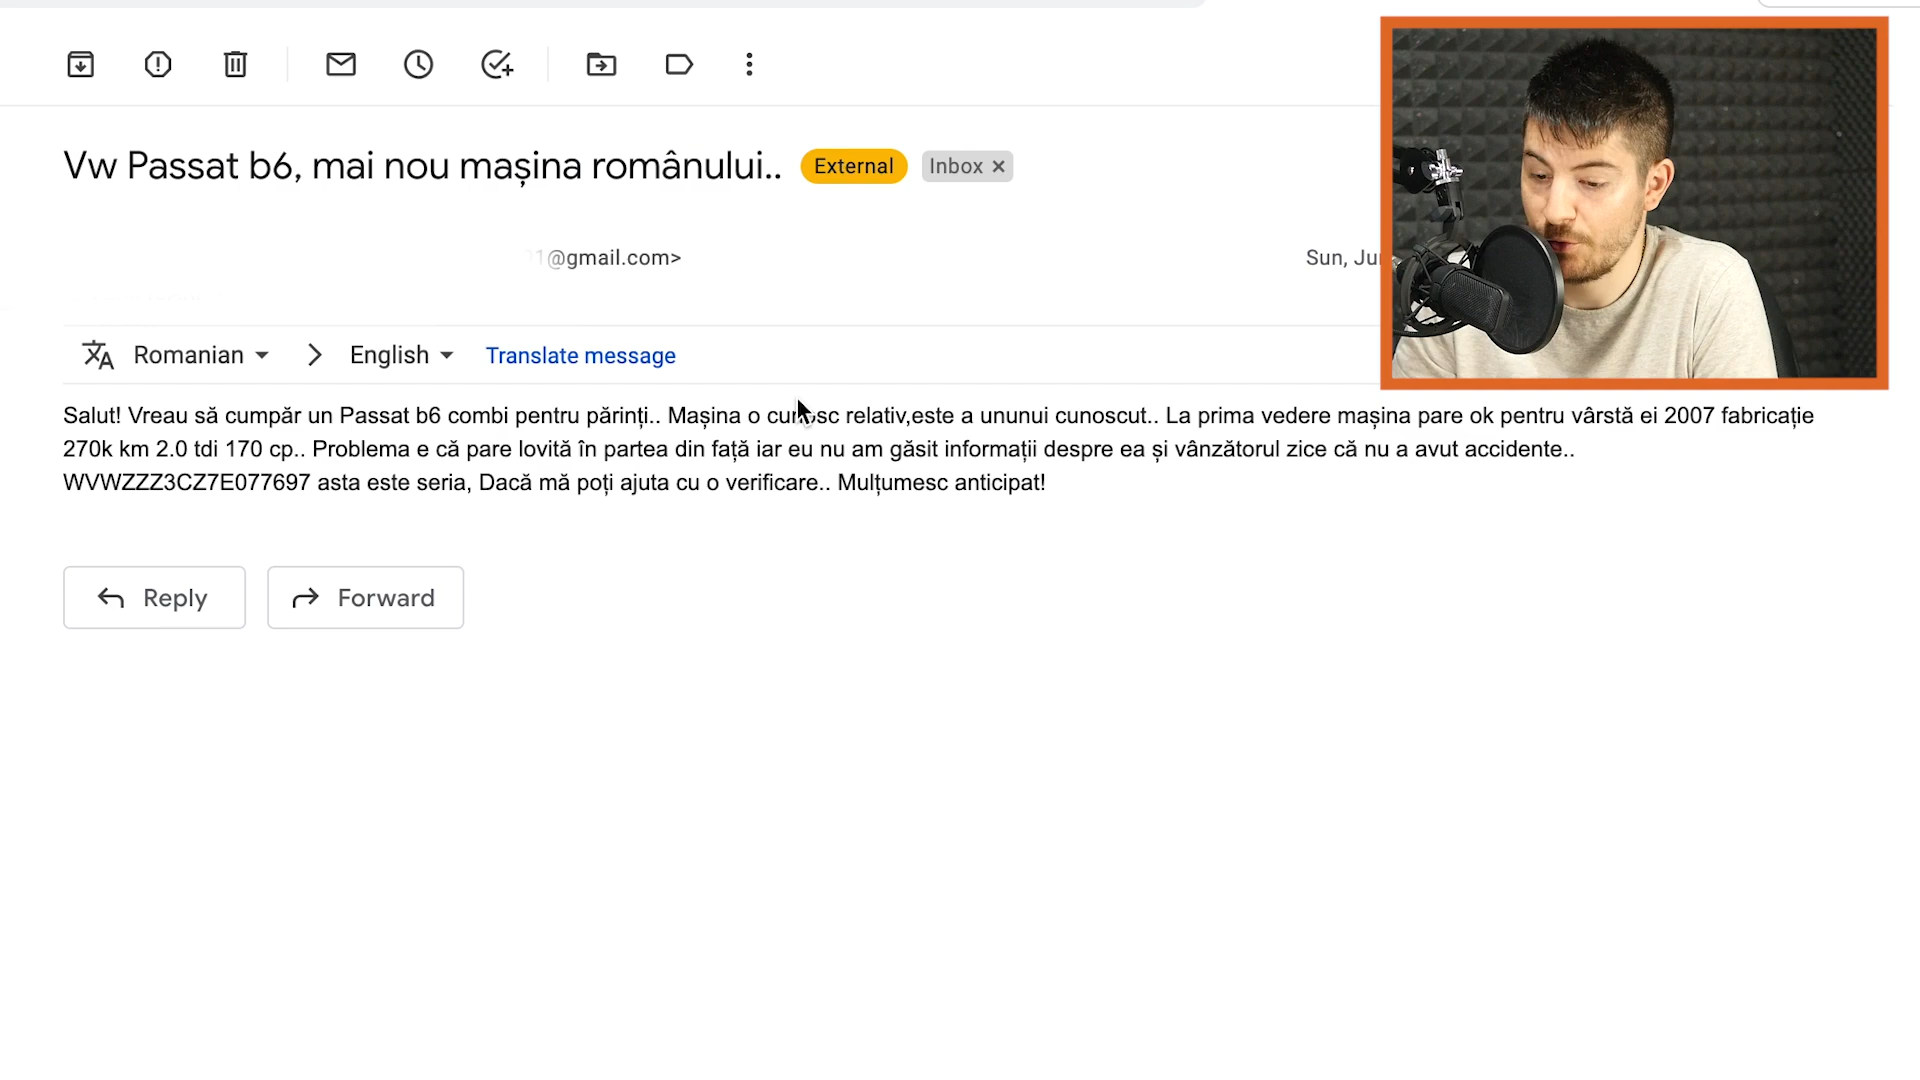 Vw Passat b6, mai nou mașina românului.. External Inbox ×
1@gmail.com> Sun,
Romanian English Translate message
Salut! Vreau să cumpăr un Passat b6 combi pentru părinți.. Mașina o cunosc relativ,este a ununui cunoscut.. La prima vedere mașina pare ok pentru vârstă ei 2007 fabricație
270k km 2.0 tdi 170 cp.. Problema e că pare lovită în partea din față iar eu nu am găsit informații despre ea și vânzătorul zice că nu a avut accidente..
WVWZZZ3CZ7E077697 asta este seria, Dacă mă poți ajuta cu o verificare.. Mulțumesc anticipat!
Reply Forward